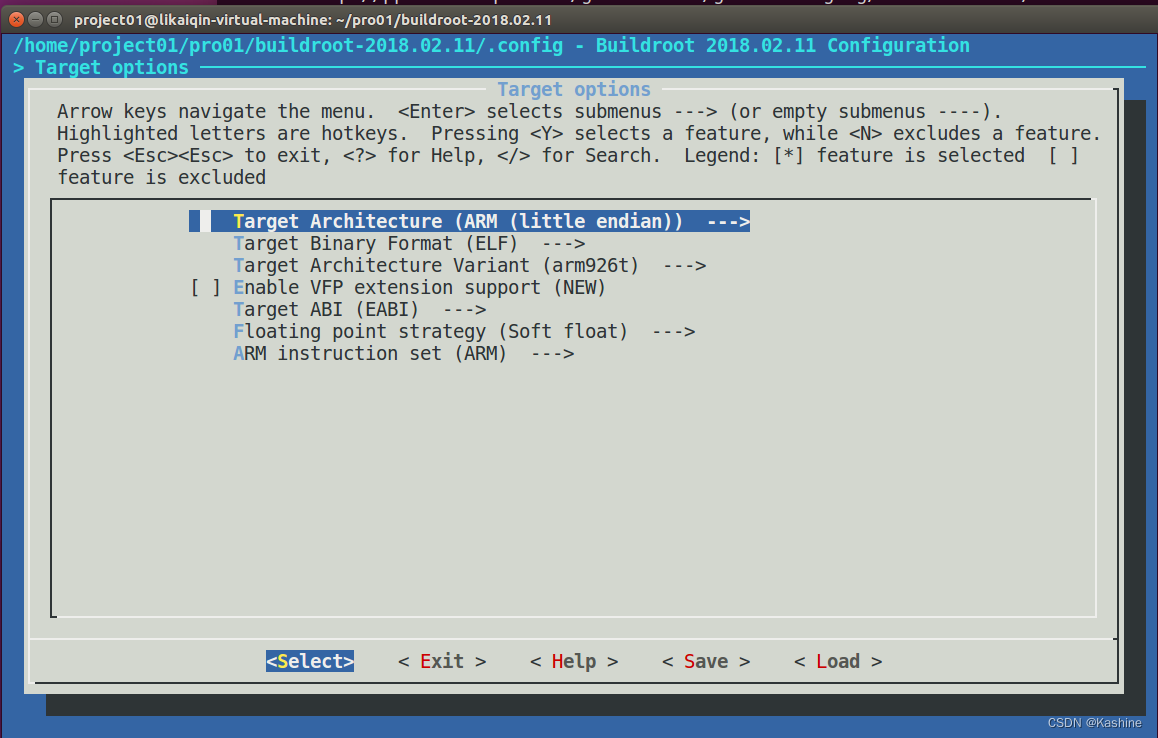 project01@likaiqin-virtual-machine: ~/pro01/buildroot-2018.02.11
/home/project01/pro01/buildroot-2018.02.11/.config - Buildroot 2018.02.11 Configuration
> Target options
Target options
Arrow keys navigate the menu.  <Enter> selects submenus ---> (or empty submenus ----).
Highlighted letters are hotkeys.  Pressing <Y> selects a feature, while <N> excludes a feature.
Press <Esc><Esc> to exit, <?> for Help, </> for Search.  Legend: [*] feature is selected  [ ]
feature is excluded
Target Architecture (ARM (little endian))  --->
Target Binary Format (ELF)  --->
Target Architecture Variant (arm926t)  --->
[ ] Enable VFP extension support (NEW)
Target ABI (EABI)  --->
Floating point strategy (Soft float)  --->
ARM instruction set (ARM)  --->
<Select>    < Exit >    < Help >    < Save >    < Load >
CSDN @Kashine